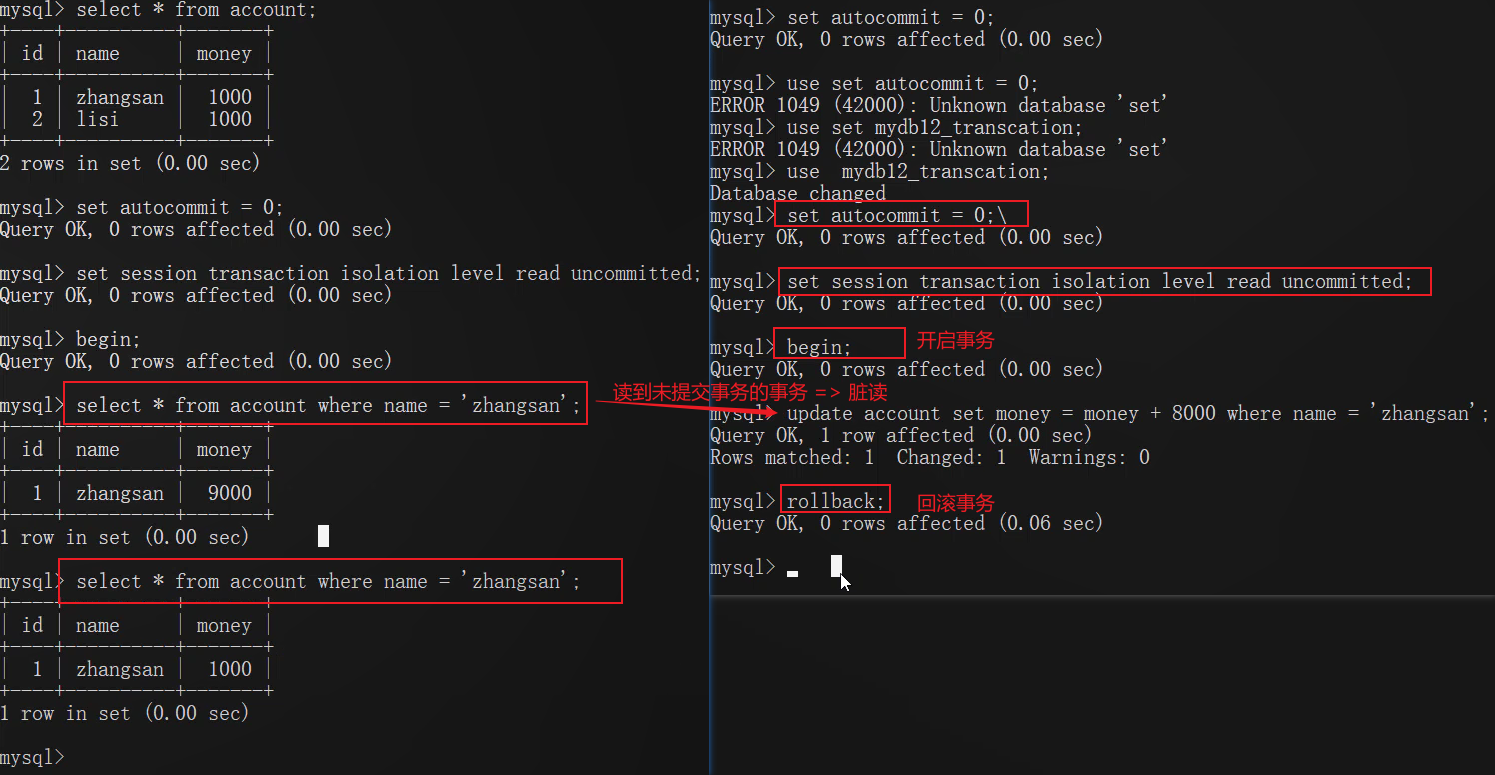 mysql> select * from account;
+----+----------+-------+
| id | name     | money |
+----+----------+-------+
|  1 | zhangsan |  1000 |
|  2 | lisi     |  1000 |
+----+----------+-------+
2 rows in set (0.00 sec)
mysql> set autocommit = 0;
Query OK, 0 rows affected (0.00 sec)
mysql> set session transaction isolation level read uncommitted;
Query OK, 0 rows affected (0.00 sec)
mysql> begin;
Query OK, 0 rows affected (0.00 sec)
mysql> select * from account where name = 'zhangsan';
+----+----------+-------+
| id | name     | money |
+----+----------+-------+
|  1 | zhangsan |  9000 |
+----+----------+-------+
1 row in set (0.00 sec)
mysql> select * from account where name = 'zhangsan';
+----+----------+-------+
| id | name     | money |
+----+----------+-------+
|  1 | zhangsan |  1000 |
+----+----------+-------+
1 row in set (0.00 sec)
mysql>
mysql> set autocommit = 0;
Query OK, 0 rows affected (0.00 sec)
mysql> use set autocommit = 0;
ERROR 1049 (42000): Unknown database 'set'
mysql> use set mydb12_transcation;
ERROR 1049 (42000): Unknown database 'set'
mysql> use  mydb12_transcation;
Database changed
mysql> set autocommit = 0;\
Query OK, 0 rows affected (0.00 sec)
mysql> set session transaction isolation level read uncommitted;
Query OK, 0 rows affected (0.00 sec)
mysql> begin; 开启事务
Query OK, 0 rows affected (0.00 sec)
读到未提交事务的事务 => 脏读
mysql> update account set money = money + 8000 where name = 'zhangsan';
Query OK, 1 row affected (0.00 sec)
Rows matched: 1  Changed: 1  Warnings: 0
mysql> rollback; 回滚事务
Query OK, 0 rows affected (0.06 sec)
mysql>